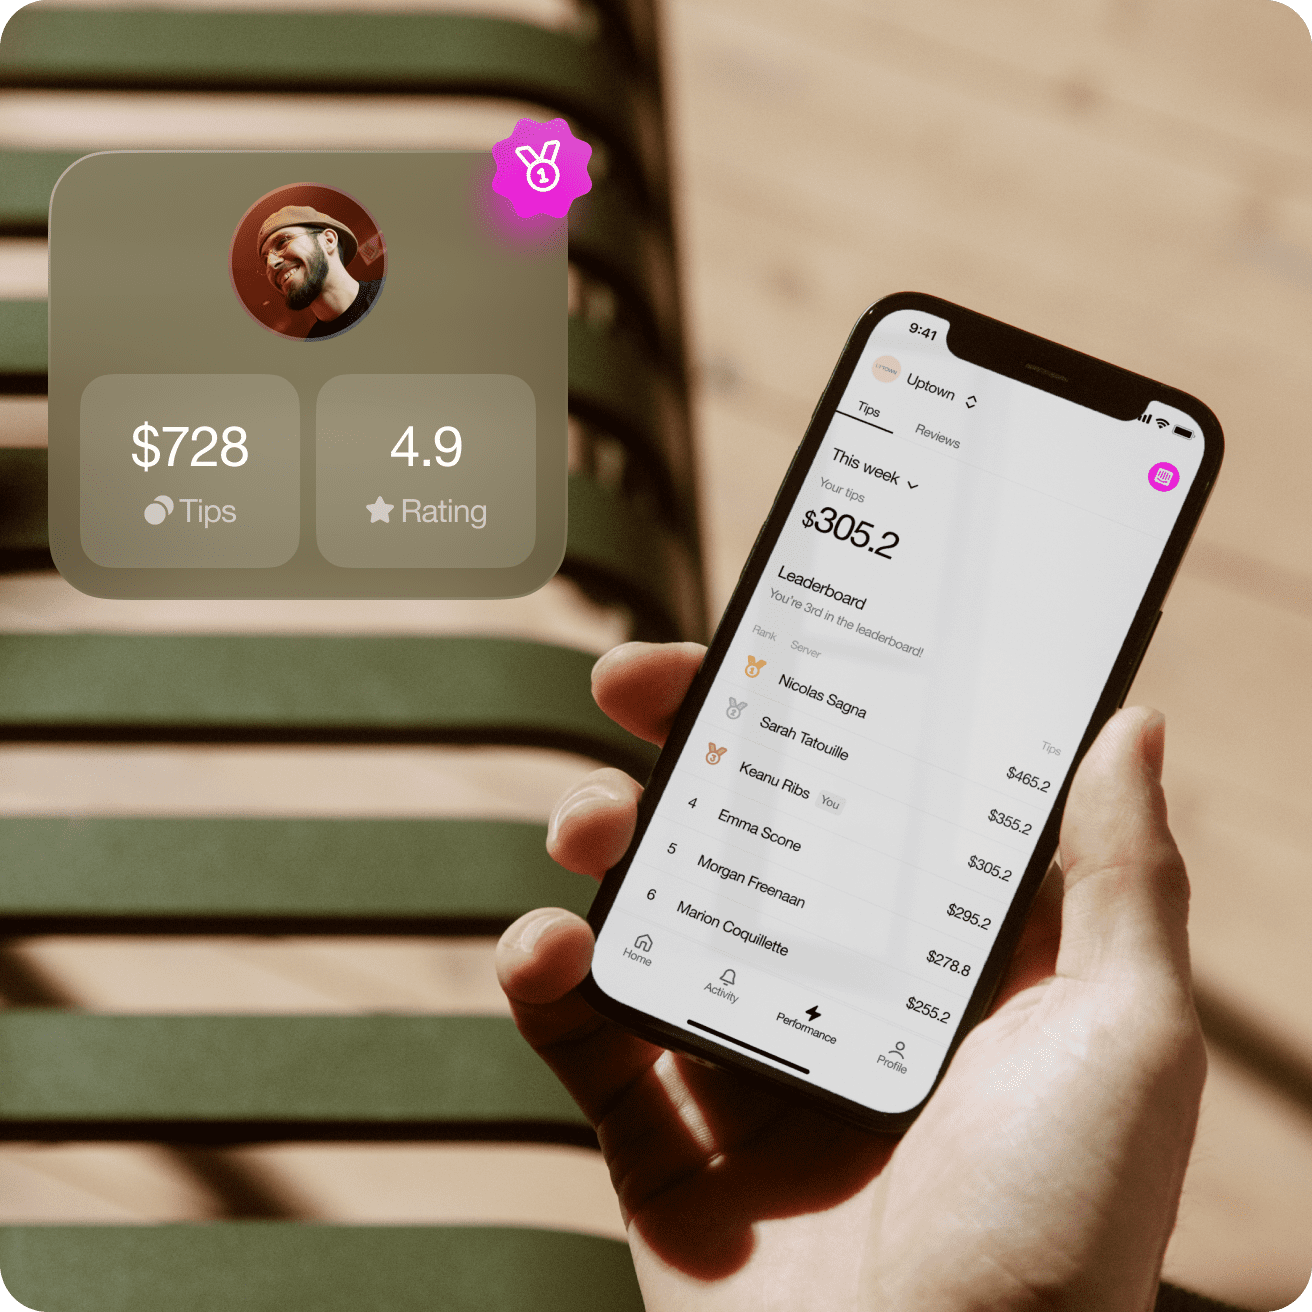 1
$728
Tips
4.9
Rating
9:41
UPTOWN
Uptown
Tips
Reviews
This week
Your tips
$305.2
Leaderboard
You're 3rd in the leaderboard!
Rank Server Tips
1 Nicolas Sagna $465.2
2 Sarah Tatouille $355.2
3 Keanu Ribs You $305.2
4 Emma Scone $295.2
5 Morgan Freenaan $278.8
6 Marion Coquillette $255.2
Home
Activity
Performance
Profile